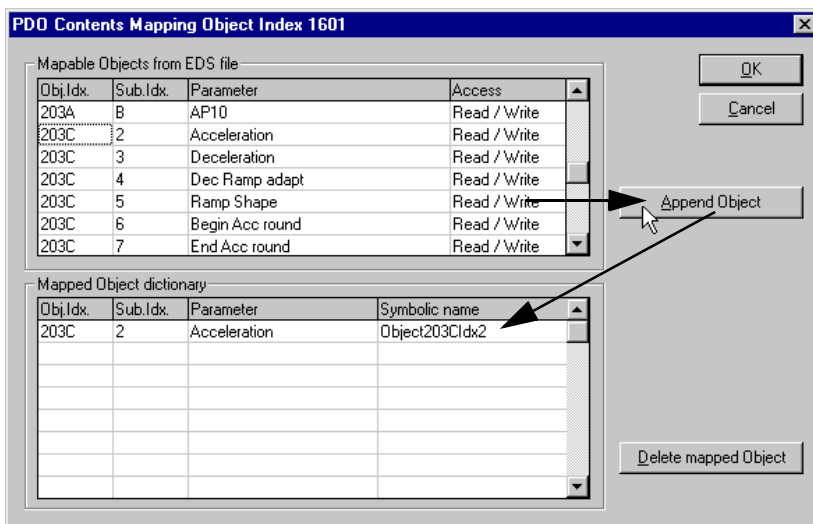 PDO Contents Mapping Object Index 1601
Mapable Objects from EDS file
Obj.Idx. Sub.Idx. Parameter Access
203A B AP10 Read / Write
203C 2 Acceleration Read / Write
203C 3 Deceleration Read / Write
203C 4 Dec Ramp adapt Read / Write
203C 5 Ramp Shape Read / Write
203C 6 Begin Acc round Read / Write
203C 7 End Acc round Read / Write
OK
Cancel
Append Object
Mapped Object dictionary
Obj.Idx. Sub.Idx. Parameter Symbolic name
203C 2 Acceleration Object203CIdx2
Delete mapped Object